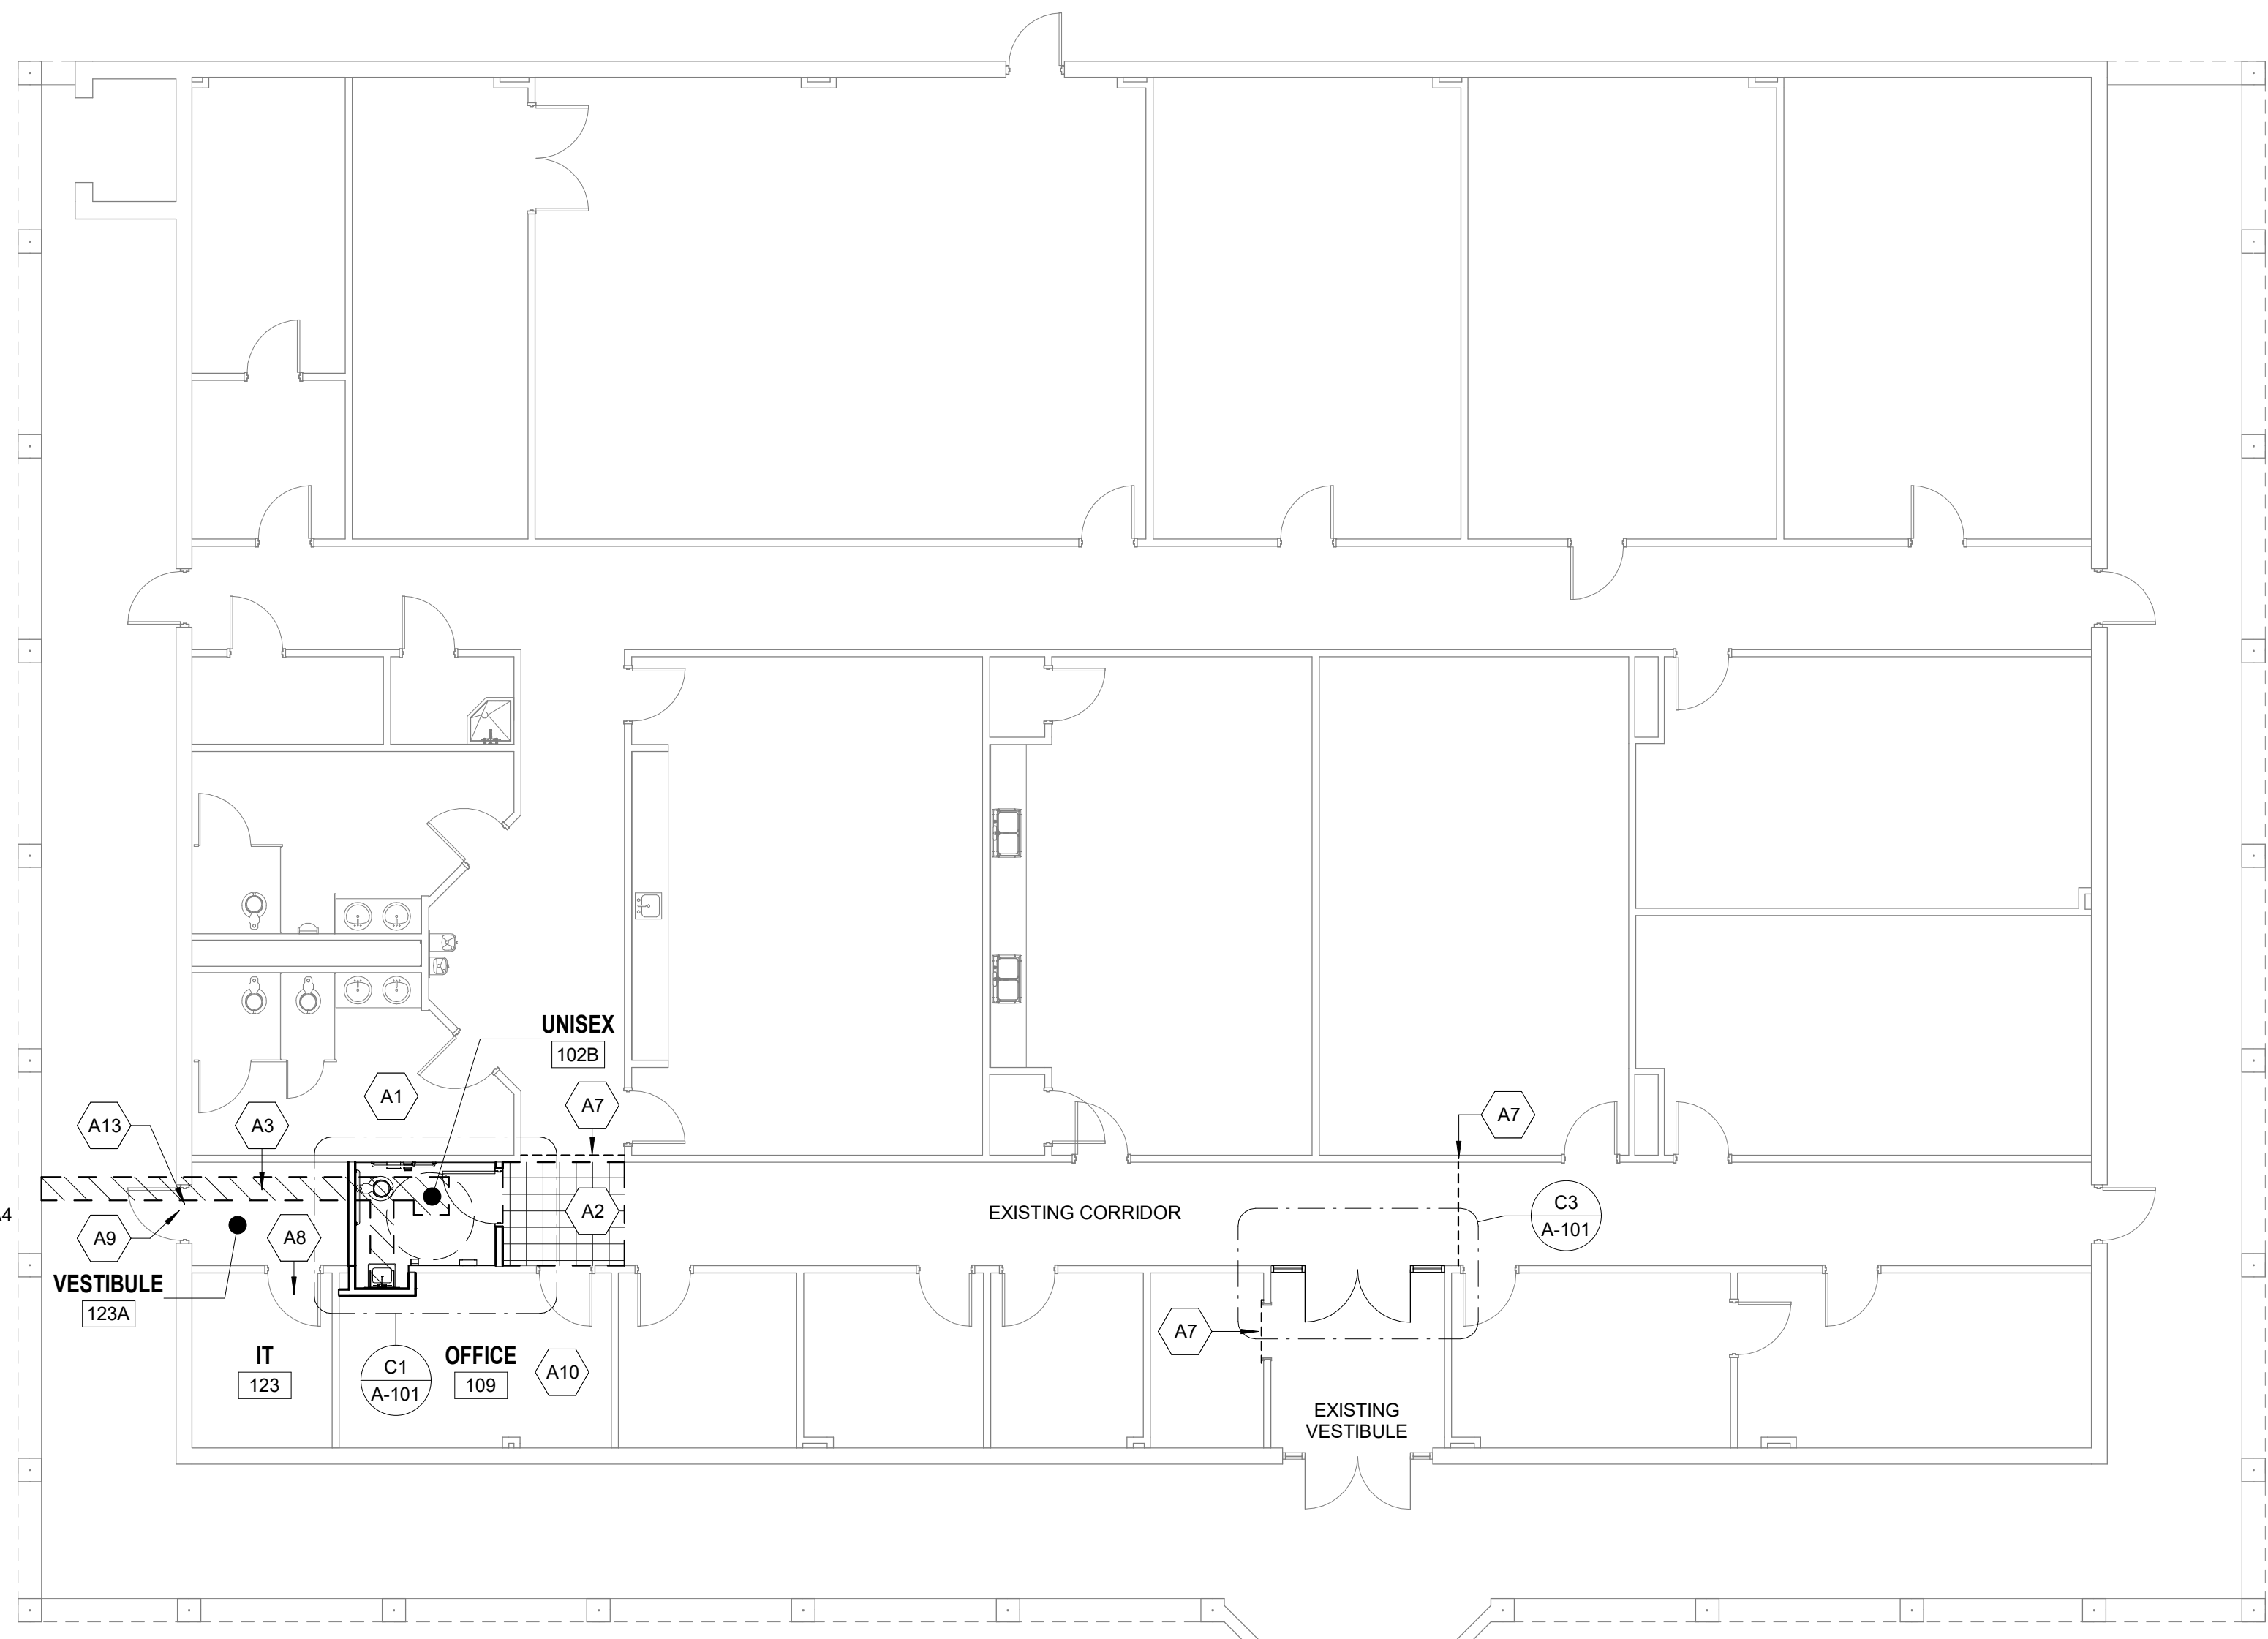 UNISEX
102B
A1
A7
A7
A13
A3
A2
EXISTING CORRIDOR
C3
A-101
A9
A8
VESTIBULE
123A
A7
IT
123
C1
A-101
OFFICE
109
A10
EXISTING
VESTIBULE